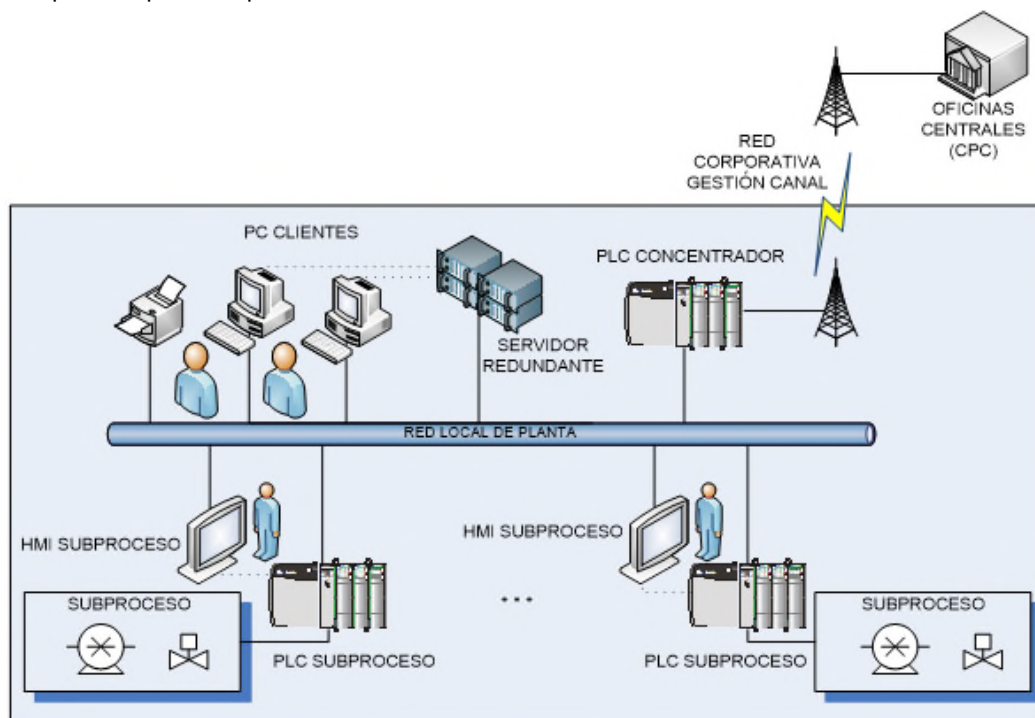 OFICINAS
CENTRALES
(CPC)
RED
CORPORATIVA
GESTIÓN CANAL
PC CLIENTES
PLC CONCENTRADOR
SERVIDOR
REDUNDANTE
RED LOCAL DE PLANTA
HMI SUBPROCESO
HMI SUBPROCESO
SUBPROCESO
...
SUBPROCESO
PLC SUBPROCESO
PLC SUBPROCESO